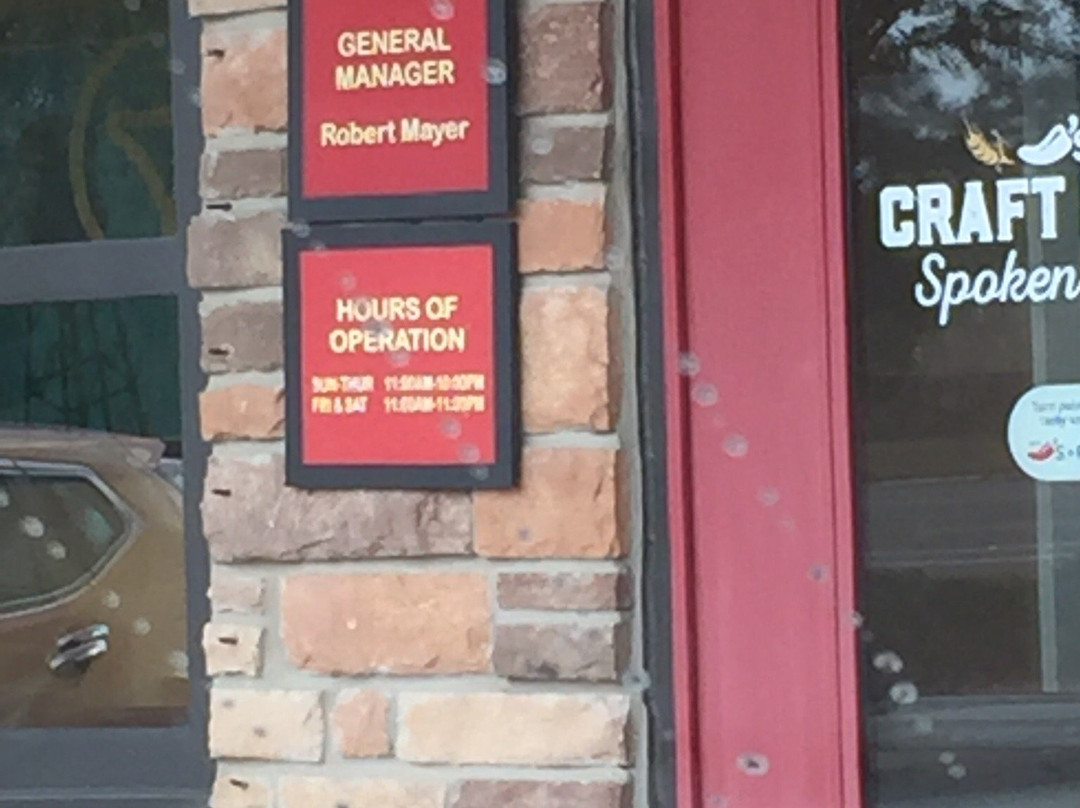 GENERAL
MANAGER
Robert Mayer
HOURS OF
OPERATION
SUN-THUR 11:00AM-10:00PM
FRI & SAT 11:00AM-11:00PM
CRAFT
Spoken